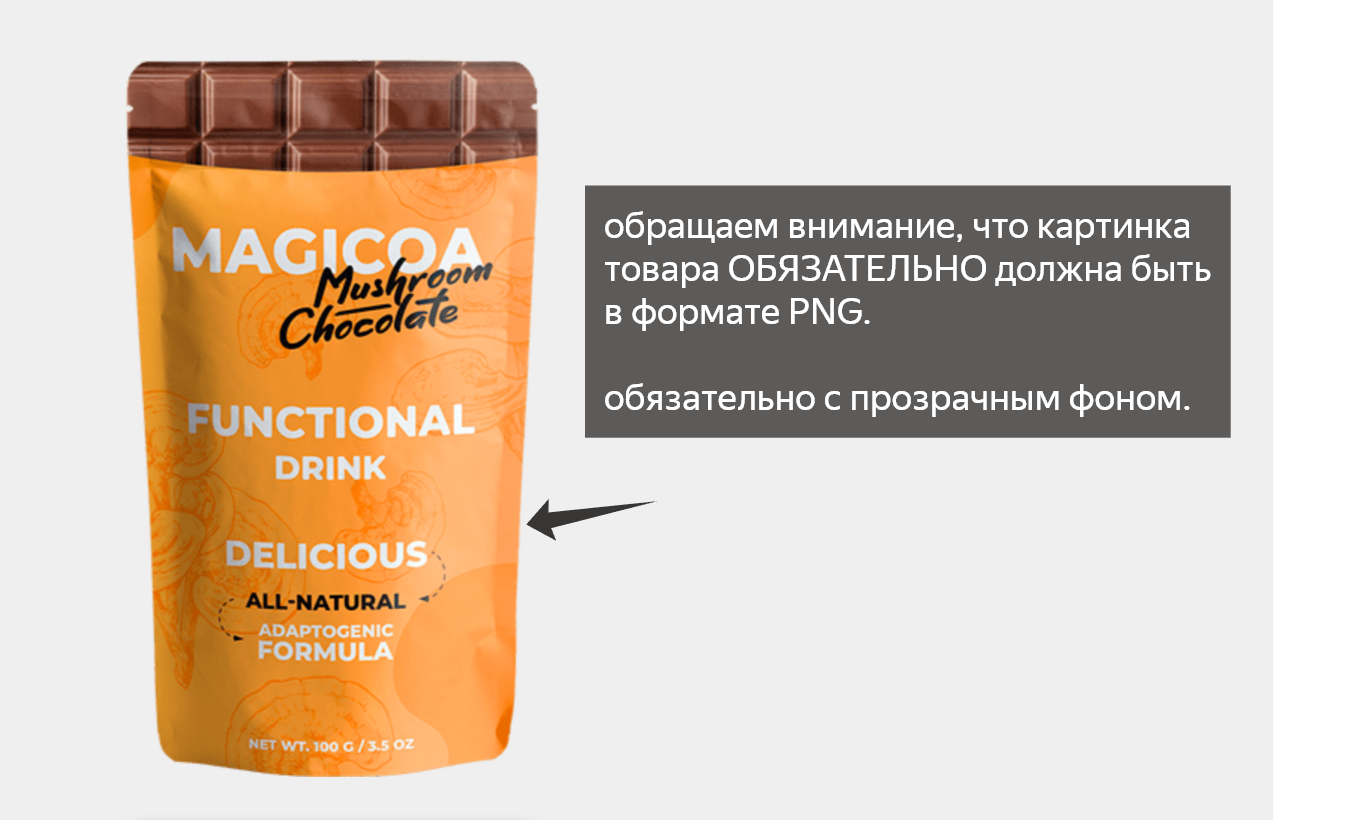 MAGICOA
Mushroom
Chocolate
FUNCTIONAL
DRINK
DELICIOUS
ALL-NATURAL
ADAPTOGENIC
FORMULA
NET WT. 100 G / 3.5 OZ
обращаем внимание, что картинка
товара ОБЯЗАТЕЛЬНО должна быть
в формате PNG.
обязательно с прозрачным фоном.